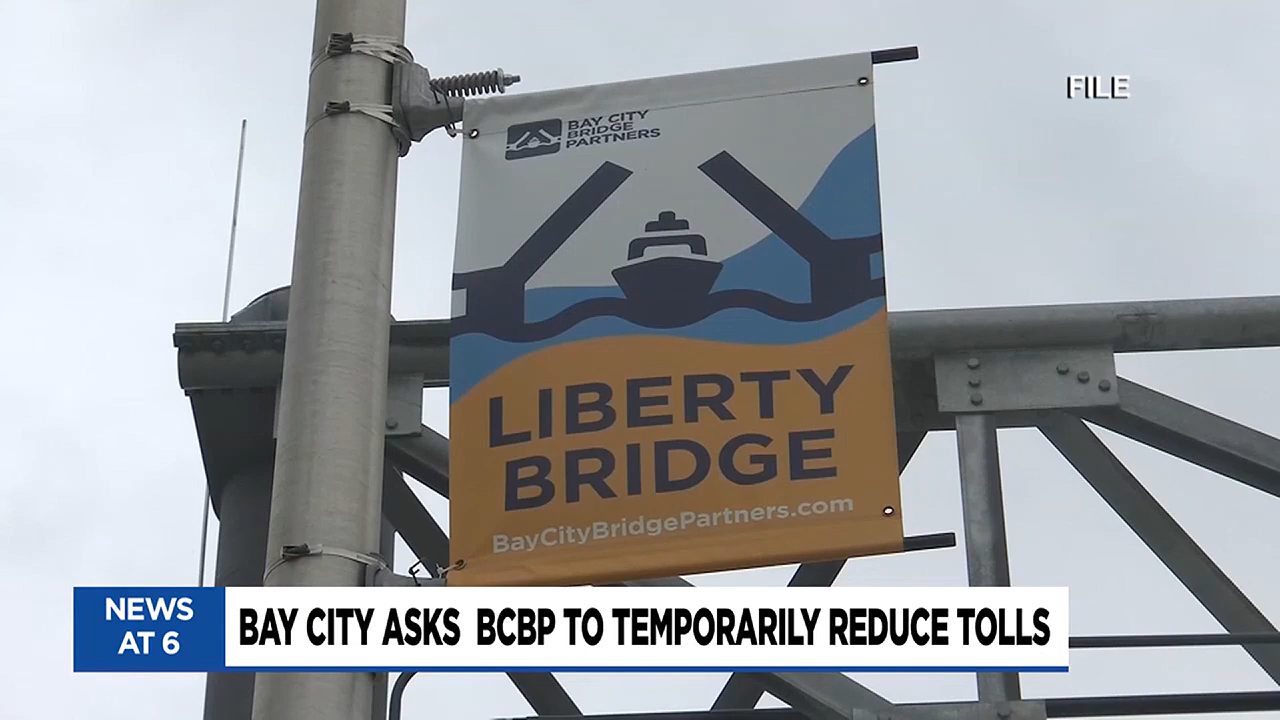 FILE
BAY CITY
BRIDGE
PARTNERS
LIBERTY
BRIDGE
BayCityBridgePartners.com
NEWS
AT 6
BAY CITY ASKS BCBP TO TEMPORARILY REDUCE TOLLS